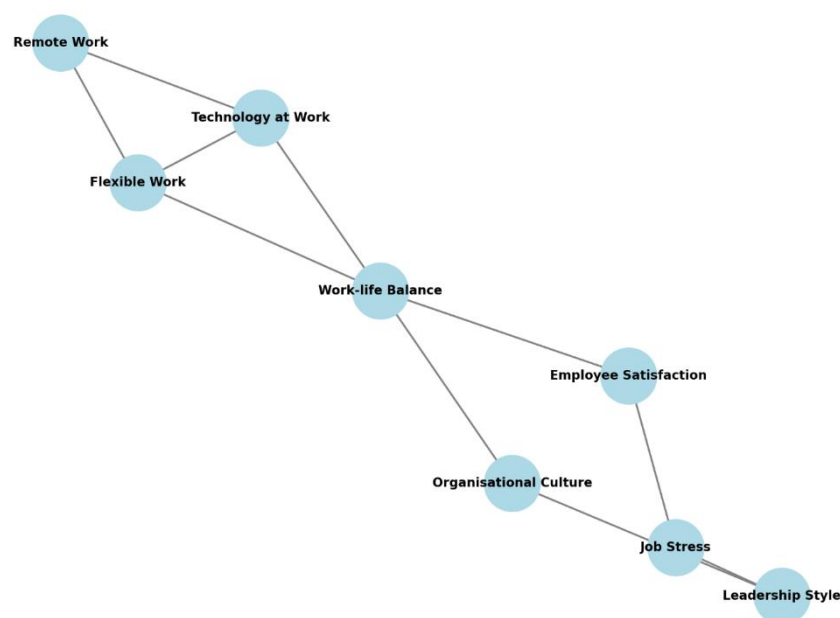 Remote Work
Technology at Work
Flexible Work
Work-life Balance
Employee Satisfaction
Organisational Culture
Job Stress
Leadership Style